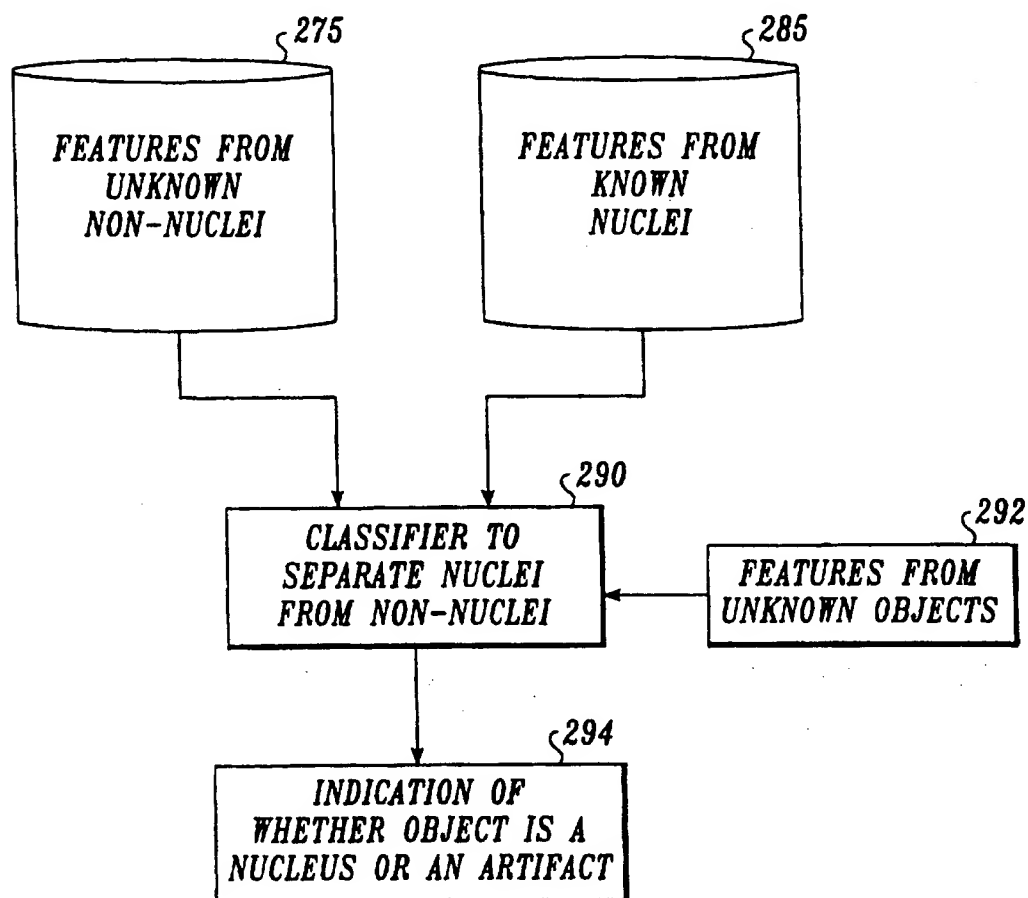 275
FEATURES FROM
UNKNOWN
NON-NUCLEI
285
FEATURES FROM
KNOWN
NUCLEI
290
CLASSIFIER TO
SEPARATE NUCLEI
FROM NON-NUCLEI
292
FEATURES FROM
UNKNOWN OBJECTS
294
INDICATION OF
WHETHER OBJECT IS A
NUCLEUS OR AN ARTIFACT